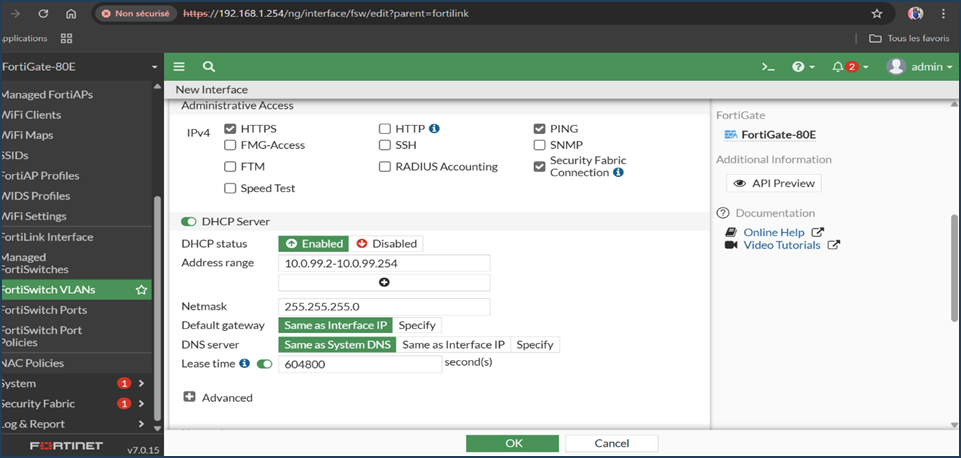 Non sécurisé https://192.168.1.254/ng/interface/fsw/edit?parent=fortilink
pplications
Tous les favoris
FortiGate-80E
>_
2
admin
Managed FortiAPs
WiFi Clients
WiFi Maps
SSIDs
FortiAP Profiles
WIDS Profiles
WiFi Settings
FortiLink Interface
Managed
FortiSwitches
FortiSwitch VLANs
FortiSwitch Ports
FortiSwitch Port
Policies
NAC Policies
System 1
Security Fabric 1
Log & Report
FORTINET v7.0.15
New Interface
Administrative Access
IPv4
HTTPS HTTP PING
FMG-Access SSH SNMP
FTM RADIUS Accounting Security Fabric
Connection
Speed Test
DHCP Server
DHCP status Enabled Disabled
Address range 10.0.99.2-10.0.99.254
Netmask 255.255.255.0
Default gateway Same as Interface IP Specify
DNS server Same as System DNS Same as Interface IP Specify
Lease time 604800 second(s)
Advanced
OK Cancel
FortiGate
FortiGate-80E
Additional Information
API Preview
Documentation
Online Help
Video Tutorials